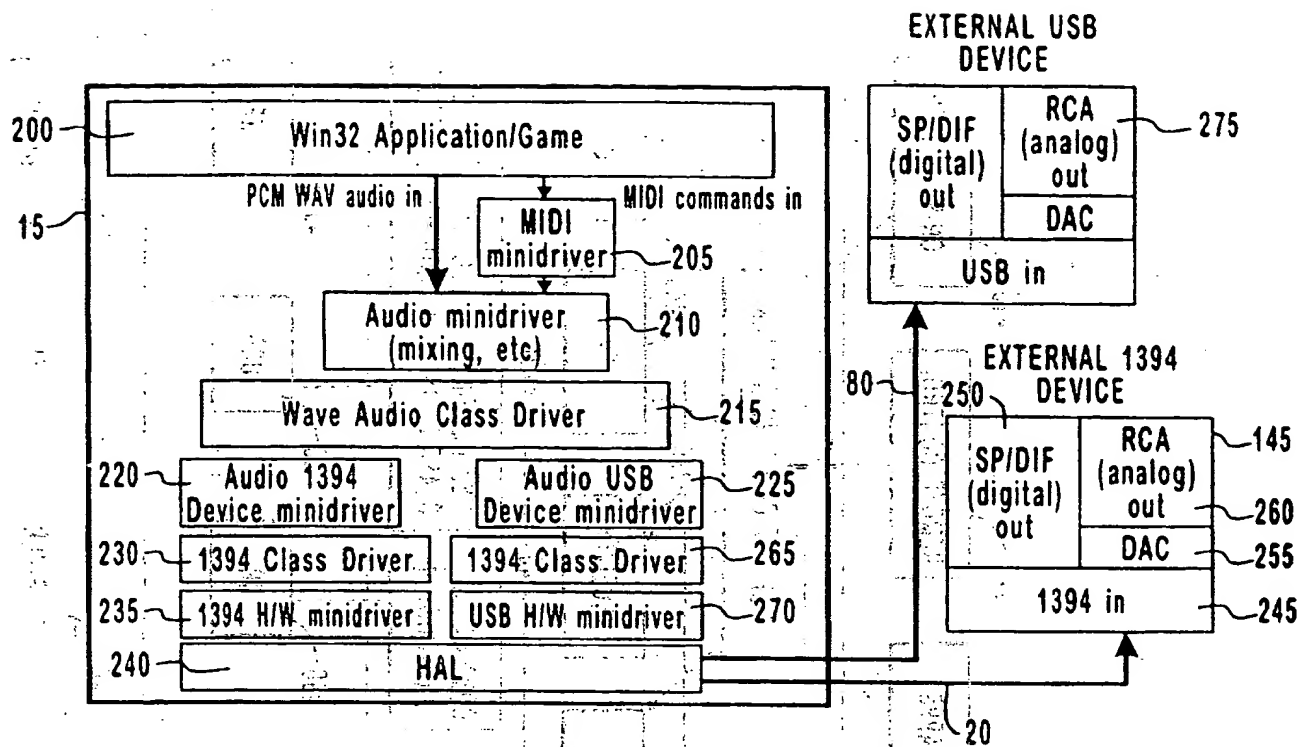 EXTERNAL USB
DEVICE
200
Win32 Application/Game
SP/DIF
(digital)
out
RCA
(analog)
out
275
PCM WAV audio in
MIDI commands in
15
MIDI
minidriver
205
DAC
USB in
Audio minidriver
(mixing, etc)
210
EXTERNAL 1394
DEVICE
80
250
Wave Audio Class Driver
215
SP/DIF
(digital)
out
RCA
(analog)
out
145
220
Audio 1394
Device minidriver
Audio USB
Device minidriver
225
260
230
1394 Class Driver
1394 Class Driver
265
DAC
255
235
1394 H/W minidriver
USB H/W minidriver
270
1394 in
245
240
HAL
20